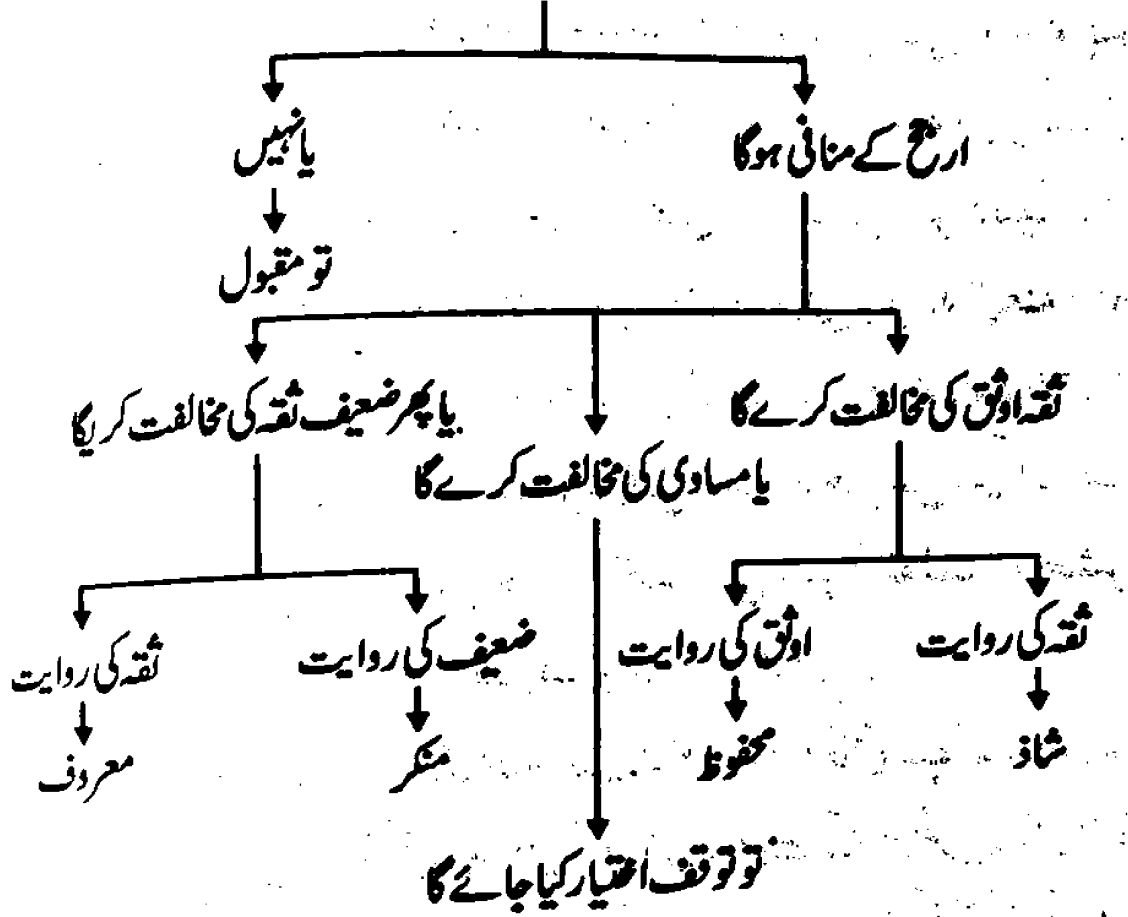 ارجح کے منافی ہوگا
یا نہیں
تو مقبول
ثقہ اوثق کی مخالفت کرے گا
یا مساوی کی مخالفت کرے گا
یا پھر ضعیف ثقہ کی مخالفت کریگا
ثقہ کی روایت
اوثق کی روایت
ضعیف کی روایت
ثقہ کی روایت
شاذ
محفوظ
منکر
معروف
تو توقف اختیار کیا جائے گا